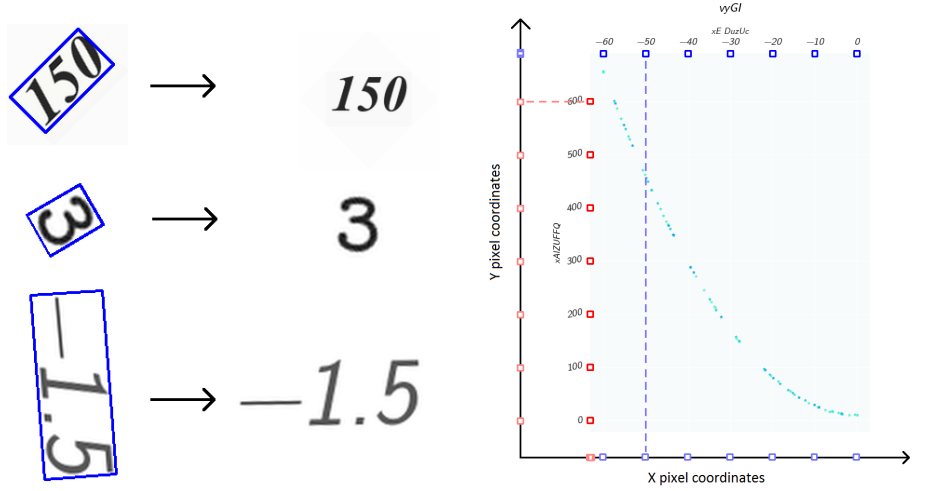 150
150
3
3
−1.5
−1.5
vyGI
xE DuzUc
−60 −50 −40 −30 −20 −10 0
600
500
400
300
200
100
0
xAIZUFFQ
Y pixel coordinates
X pixel coordinates